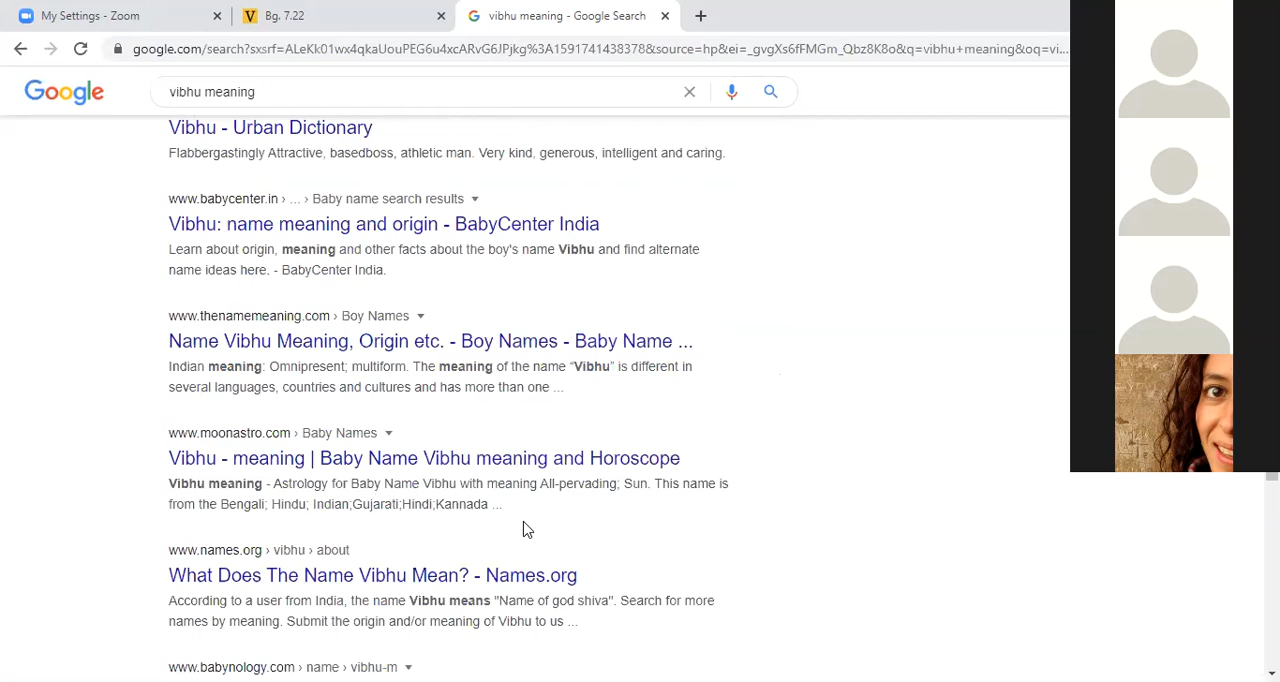 My Settings - Zoom
Bg. 7.22
vibhu meaning - Google Search
google.com/search?sxsrf=ALeKk01wx4qkaUouPEG6u4xcARvG6JPjkg%3A1591741438378&source=hp&ei=_gvgXs6fFMGm_Qbz8K8o&q=vibhu+meaning&oq=vi...
Google
vibhu meaning
Vibhu - Urban Dictionary
Flabbergastingly Attractive, basedboss, athletic man. Very kind, generous, intelligent and caring.
www.babycenter.in › ... › Baby name search results
Vibhu: name meaning and origin - BabyCenter India
Learn about origin, meaning and other facts about the boy's name Vibhu and find alternate
name ideas here. - BabyCenter India.
www.thenamemeaning.com › Boy Names
Name Vibhu Meaning, Origin etc. - Boy Names - Baby Name ...
Indian meaning: Omnipresent; multiform. The meaning of the name “Vibhu” is different in
several languages, countries and cultures and has more than one ...
www.moonastro.com › Baby Names
Vibhu - meaning | Baby Name Vibhu meaning and Horoscope
Vibhu meaning - Astrology for Baby Name Vibhu with meaning All-pervading; Sun. This name is
from the Bengali; Hindu; Indian;Gujarati;Hindi;Kannada ...
www.names.org › vibhu › about
What Does The Name Vibhu Mean? - Names.org
According to a user from India, the name Vibhu means "Name of god shiva". Search for more
names by meaning. Submit the origin and/or meaning of Vibhu to us ...
www.babynology.com › name › vibhu-m